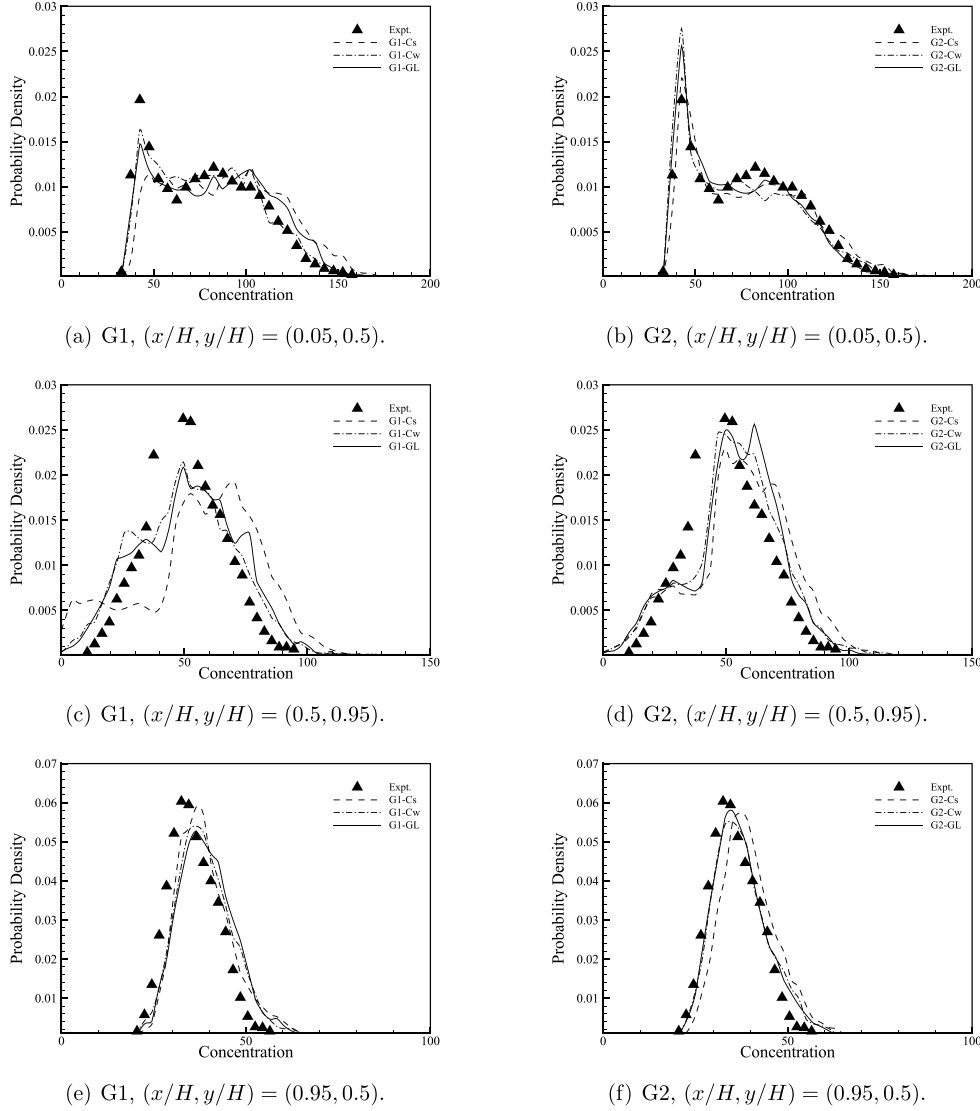 0.03
0.025
0.02
0.015
0.01
0.005
Probability Density
Expt.
G1-Cs
G1-Cw
G1-GL
0
50
100
150
200
Concentration
(a) G1, (x/H, y/H) = (0.05, 0.5).
0.03
0.025
0.02
0.015
0.01
0.005
Probability Density
Expt.
G2-Cs
G2-Cw
G2-GL
0
50
100
150
200
Concentration
(b) G2, (x/H, y/H) = (0.05, 0.5).
0.03
0.025
0.02
0.015
0.01
0.005
Probability Density
Expt.
G1-Cs
G1-Cw
G1-GL
0
50
100
150
Concentration
(c) G1, (x/H, y/H) = (0.5, 0.95).
0.03
0.025
0.02
0.015
0.01
0.005
Probability Density
Expt.
G2-Cs
G2-Cw
G2-GL
0
50
100
150
Concentration
(d) G2, (x/H, y/H) = (0.5, 0.95).
0.07
0.06
0.05
0.04
0.03
0.02
0.01
Probability Density
Expt.
G1-Cs
G1-Cw
G1-GL
0
50
100
Concentration
(e) G1, (x/H, y/H) = (0.95, 0.5).
0.07
0.06
0.05
0.04
0.03
0.02
0.01
Probability Density
Expt.
G2-Cs
G2-Cw
G2-GL
0
50
100
Concentration
(f) G2, (x/H, y/H) = (0.95, 0.5).